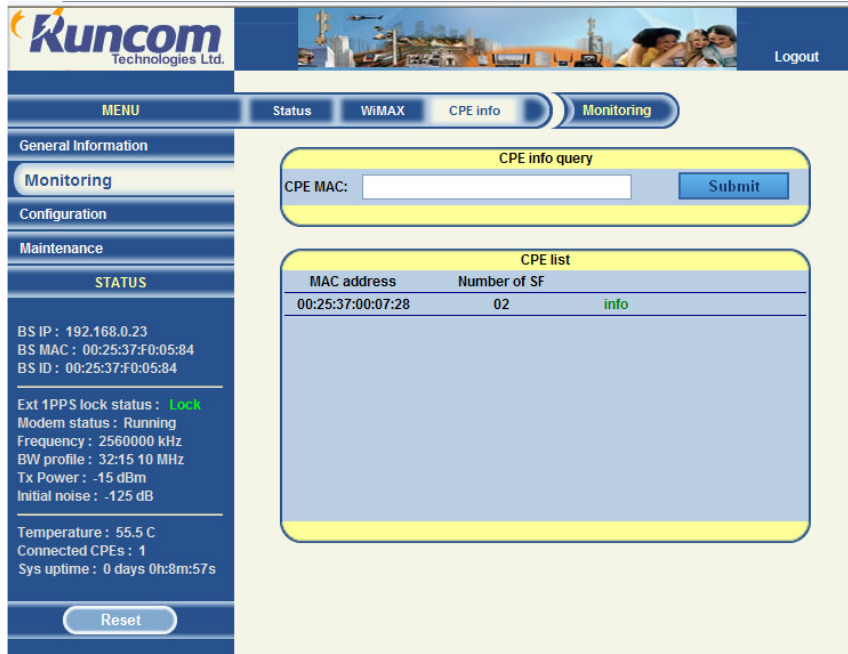 Runcom
Technologies Ltd.
Logout
MENU
Status WiMAX CPE info Monitoring
General Information
Monitoring
Configuration
Maintenance
STATUS
BS IP : 192.168.0.23
BS MAC : 00:25:37:F0:05:84
BS ID : 00:25:37:F0:05:84
Ext 1PPS lock status : Lock
Modem status : Running
Frequency : 2560000 kHz
BW profile : 32:15 10 MHz
Tx Power : -15 dBm
Initial noise : -125 dB
Temperature : 55.5 C
Connected CPEs : 1
Sys uptime : 0 days 0h:8m:57s
Reset
CPE info query
CPE MAC: Submit
CPE list
MAC address Number of SF
00:25:37:00:07:28 02 info